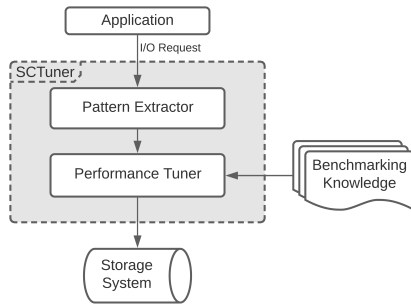 Application
I/O Request
SCTuner
Pattern Extractor
Performance Tuner
Benchmarking
Knowledge
Storage
System